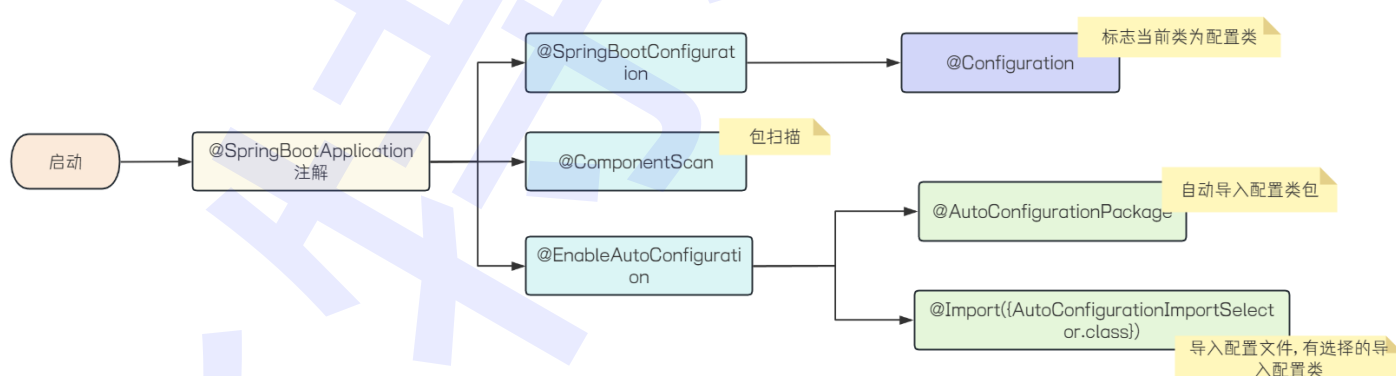 标志当前类为配置类
@SpringBootConfigurat
ion
@Configuration
包扫描
启动
@SpringBootApplication
注解
@ComponentScan
自动导入配置类包
@AutoConfigurationPackage
@EnableAutoConfigurati
on
@Import({AutoConfigurationImportSelect
or.class})
导入配置文件,有选择的导
入配置类